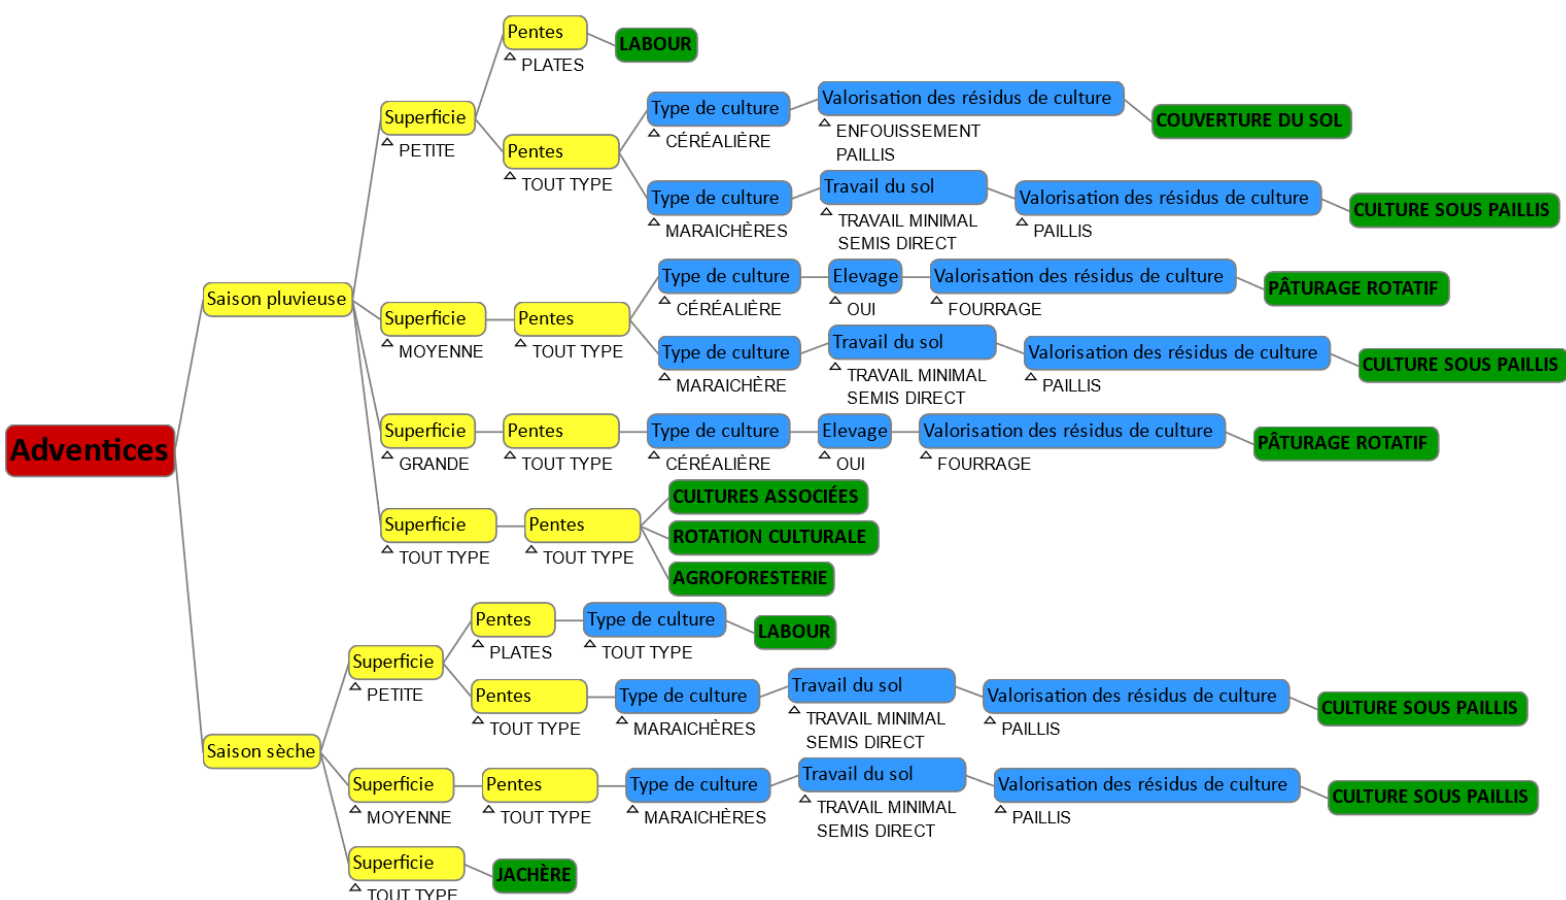 Adventices
Saison pluvieuse
Superficie
PETITE
Pentes
PLATES
LABOUR
Pentes
TOUT TYPE
Type de culture
CÉRÉALIÈRE
Valorisation des résidus de culture
ENFOUISSEMENT
PAILLIS
COUVERTURE DU SOL
Type de culture
MARAICHÈRES
Travail du sol
TRAVAIL MINIMAL
SEMIS DIRECT
Valorisation des résidus de culture
PAILLIS
CULTURE SOUS PAILLIS
Superficie
MOYENNE
Pentes
TOUT TYPE
Type de culture
CÉRÉALIÈRE
Elevage
OUI
Valorisation des résidus de culture
FOURRAGE
PÂTURAGE ROTATIF
Type de culture
MARAICHÈRE
Travail du sol
TRAVAIL MINIMAL
SEMIS DIRECT
Valorisation des résidus de culture
PAILLIS
CULTURE SOUS PAILLIS
Superficie
GRANDE
Pentes
TOUT TYPE
Type de culture
CÉRÉALIÈRE
Elevage
OUI
Valorisation des résidus de culture
FOURRAGE
PÂTURAGE ROTATIF
Superficie
TOUT TYPE
Pentes
TOUT TYPE
CULTURES ASSOCIÉES
ROTATION CULTURALE
AGROFORESTERIE
Saison sèche
Superficie
PETITE
Pentes
PLATES
Type de culture
TOUT TYPE
LABOUR
Pentes
TOUT TYPE
Type de culture
MARAICHÈRES
Travail du sol
TRAVAIL MINIMAL
SEMIS DIRECT
Valorisation des résidus de culture
PAILLIS
CULTURE SOUS PAILLIS
Superficie
MOYENNE
Pentes
TOUT TYPE
Type de culture
MARAICHÈRES
Travail du sol
TRAVAIL MINIMAL
SEMIS DIRECT
Valorisation des résidus de culture
PAILLIS
CULTURE SOUS PAILLIS
Superficie
TOUT TYPE
JACHÈRE